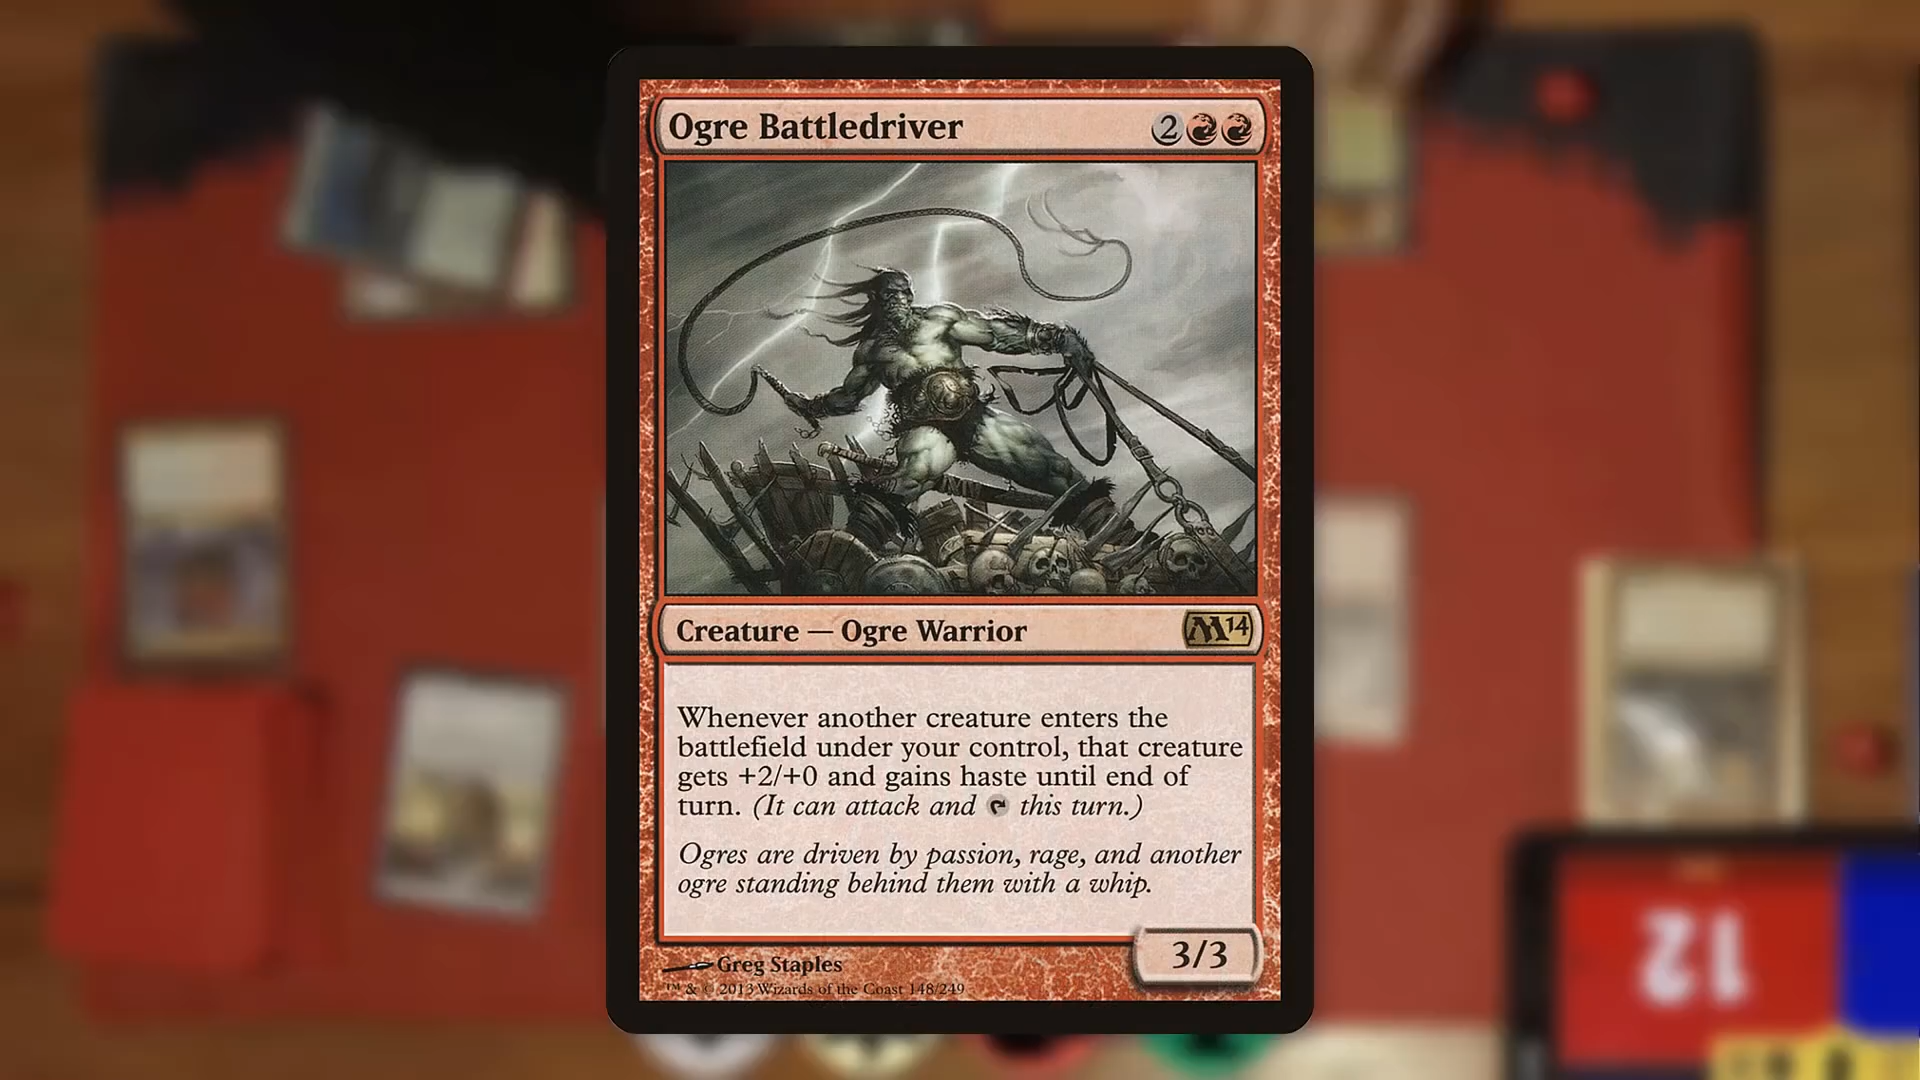 Ogre Battledriver 2
Creature — Ogre Warrior M14
Whenever another creature enters the
battlefield under your control, that creature
gets +2/+0 and gains haste until end of
turn. (It can attack and this turn.)
Ogres are driven by passion, rage, and another
ogre standing behind them with a whip.
3/3
Greg Staples
™ & © 2013 Wizards of the Coast 148/249
12